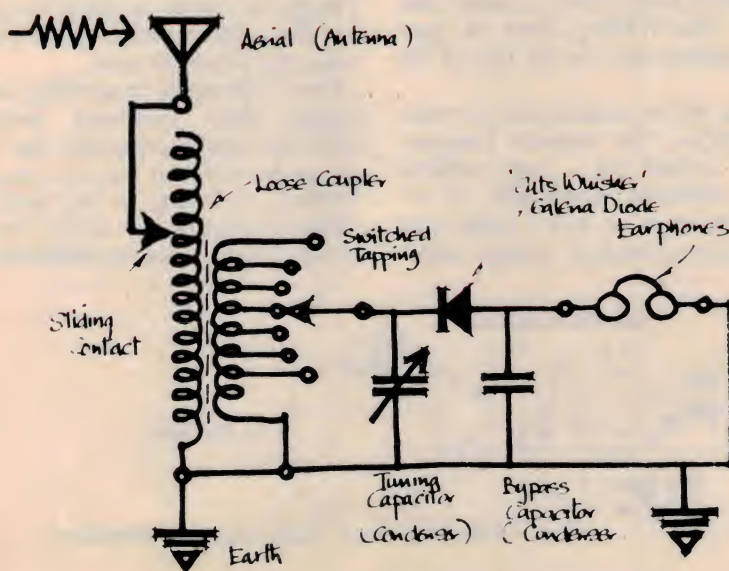 Aerial (Antenna)
Loose Coupler
Whisker'
Galena Diode
Earphones
Switched
Tapping
Sliding
Contact
Tuning
Capacitor
(Condenser)
Bypass
Capacitor
(Condenser
Earth